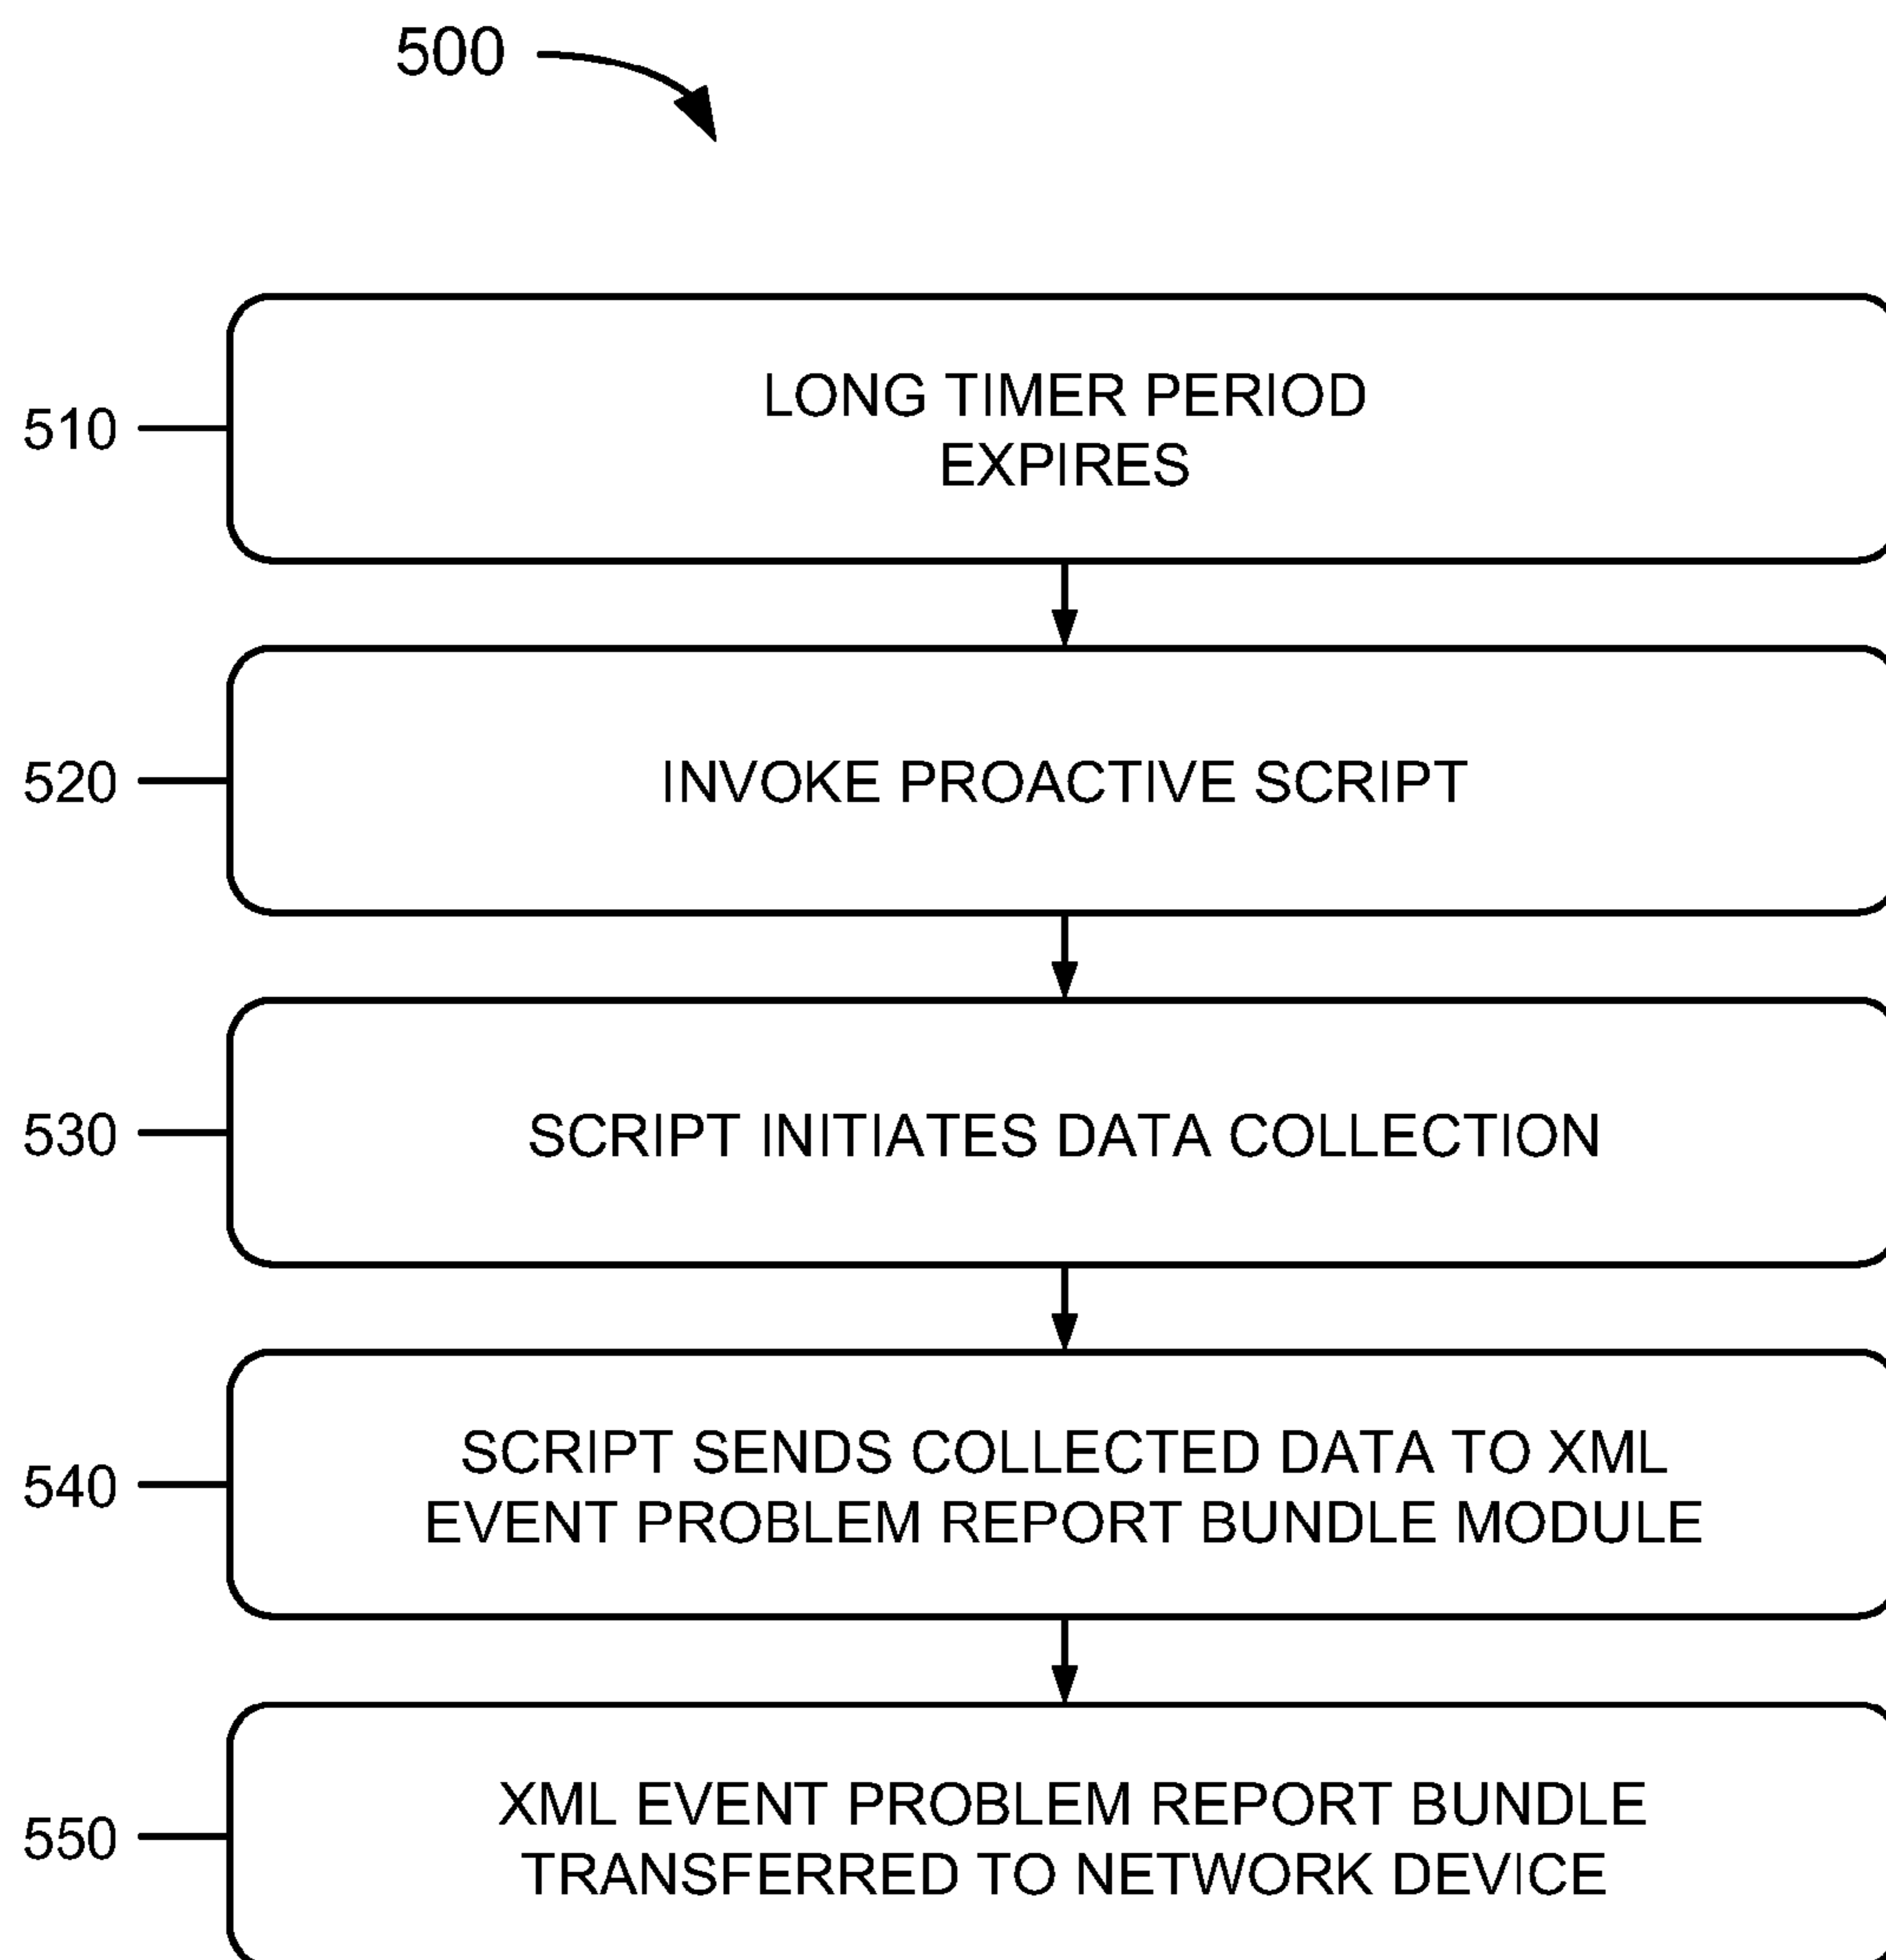 500
510
LONG TIMER PERIOD
EXPIRES
520
INVOKE PROACTIVE SCRIPT
530
SCRIPT INITIATES DATA COLLECTION
540
SCRIPT SENDS COLLECTED DATA TO XML
EVENT PROBLEM REPORT BUNDLE MODULE
550
XML EVENT PROBLEM REPORT BUNDLE
TRANSFERRED TO NETWORK DEVICE